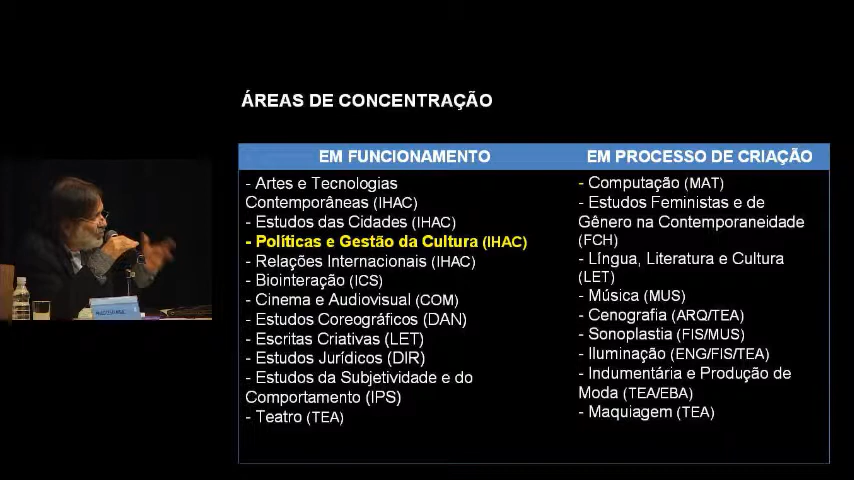 ÁREAS DE CONCENTRAÇÃO
EM FUNCIONAMENTO
- Artes e Tecnologias
Contemporâneas (IHAC)
- Estudos das Cidades (IHAC)
- Políticas e Gestão da Cultura (IHAC)
- Relações Internacionais (IHAC)
- Biointeração (ICS)
- Cinema e Audiovisual (COM)
- Estudos Coreográficos (DAN)
- Escritas Criativas (LET)
- Estudos Jurídicos (DIR)
- Estudos da Subjetividade e do
Comportamento (IPS)
- Teatro (TEA)
EM PROCESSO DE CRIAÇÃO
- Computação (MAT)
- Estudos Feministas e de
Gênero na Contemporaneidade
(FCH)
- Língua, Literatura e Cultura
(LET)
- Música (MUS)
- Cenografia (ARQ/TEA)
- Sonoplastia (FIS/MUS)
- Iluminação (ENG/FIS/TEA)
- Indumentária e Produção de
Moda (TEA/EBA)
- Maquiagem (TEA)